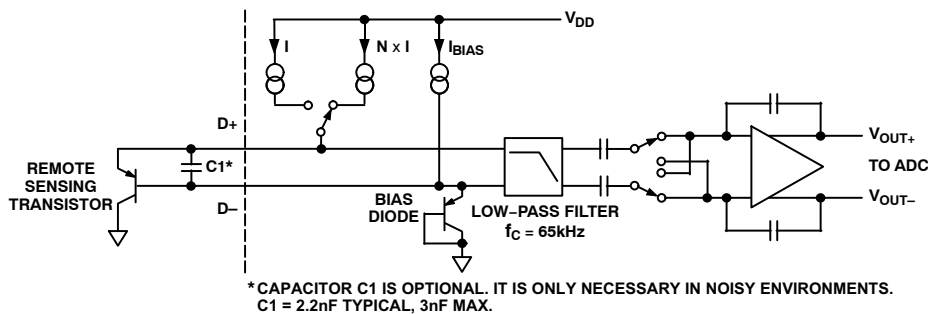 V_DD
I
N x I
I_BIAS
D+
C1*
REMOTE
SENSING
TRANSISTOR
D–
BIAS
DIODE
LOW–PASS FILTER
f_C = 65kHz
V_OUT+
TO ADC
V_OUT–
* CAPACITOR C1 IS OPTIONAL. IT IS ONLY NECESSARY IN NOISY ENVIRONMENTS.
C1 = 2.2nF TYPICAL, 3nF MAX.